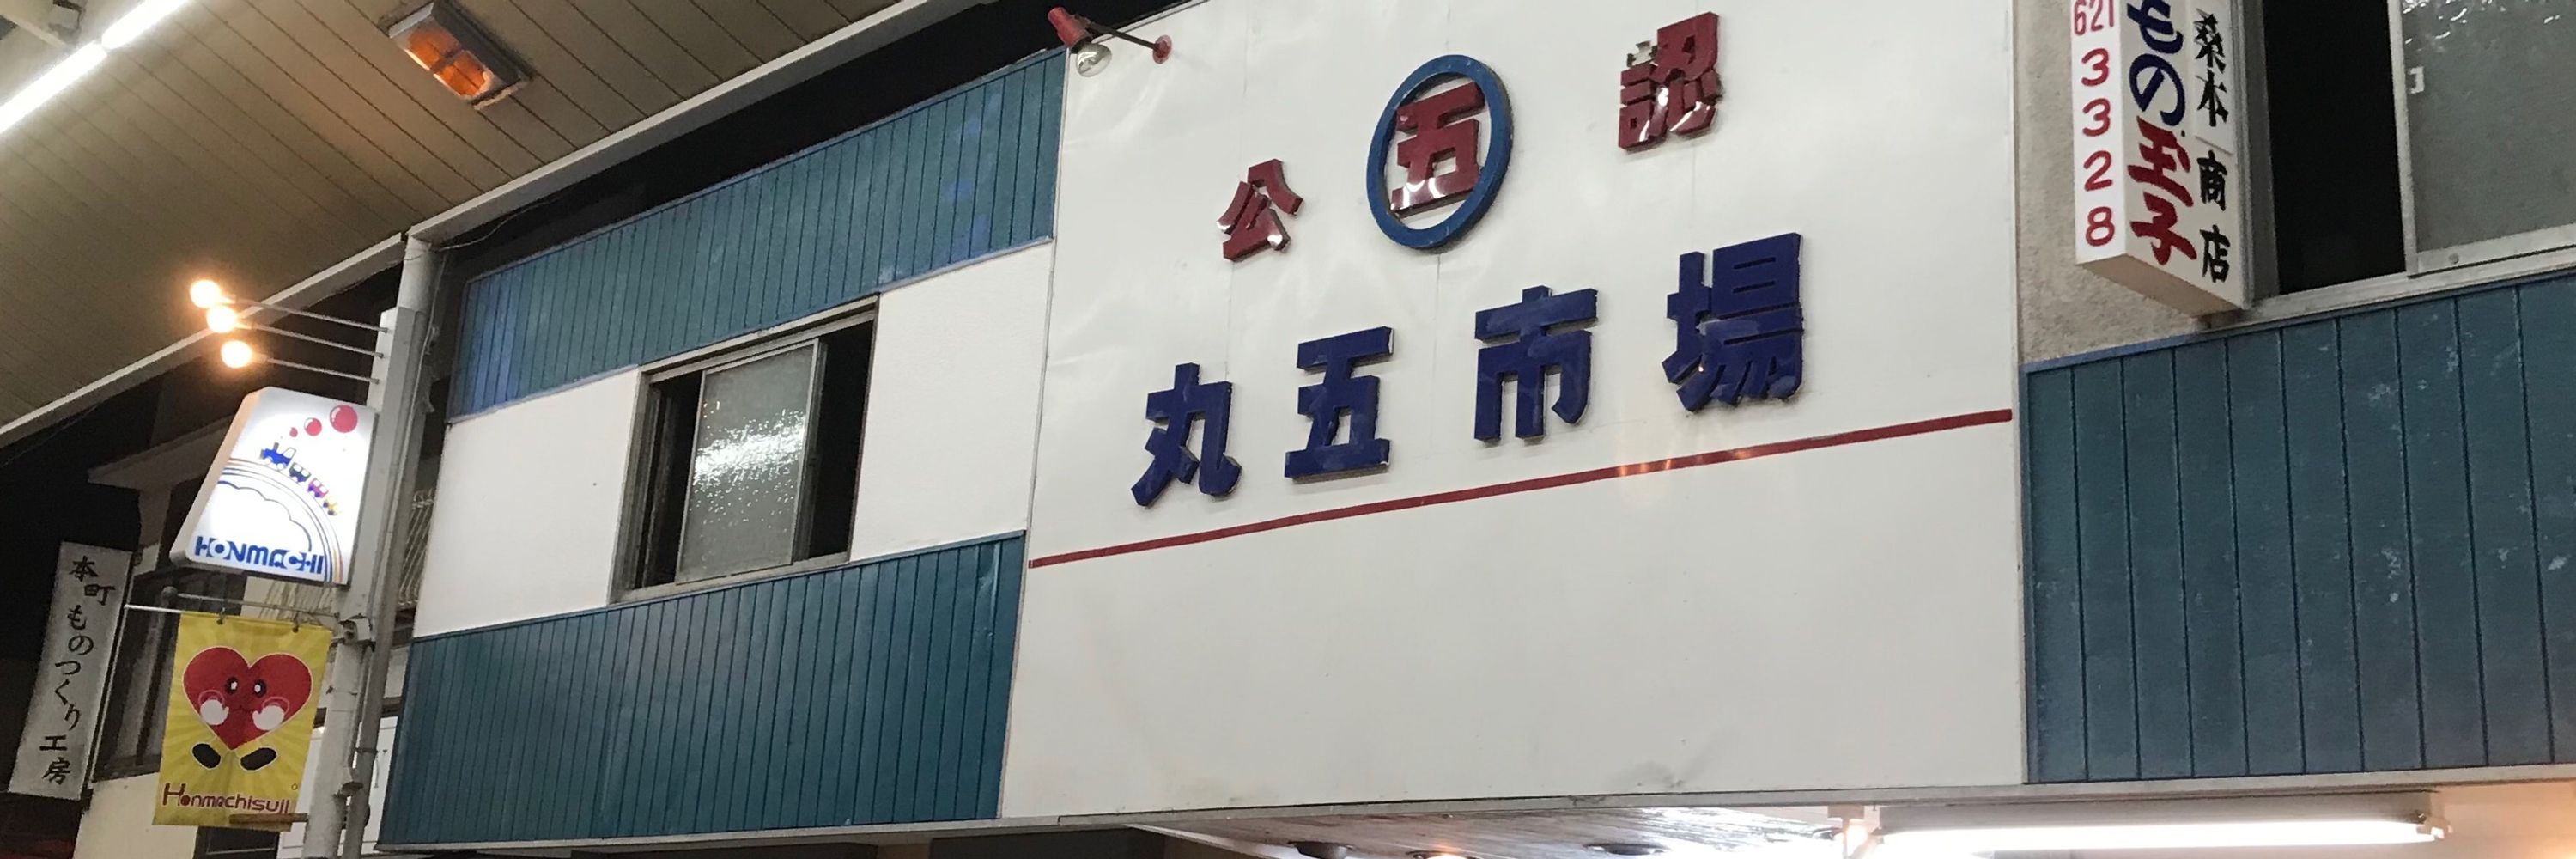 公五認
丸五市場
HONMACHI
本町ものつくり工房
Honmachisuji
桑本商店
もの玉子
621
3328